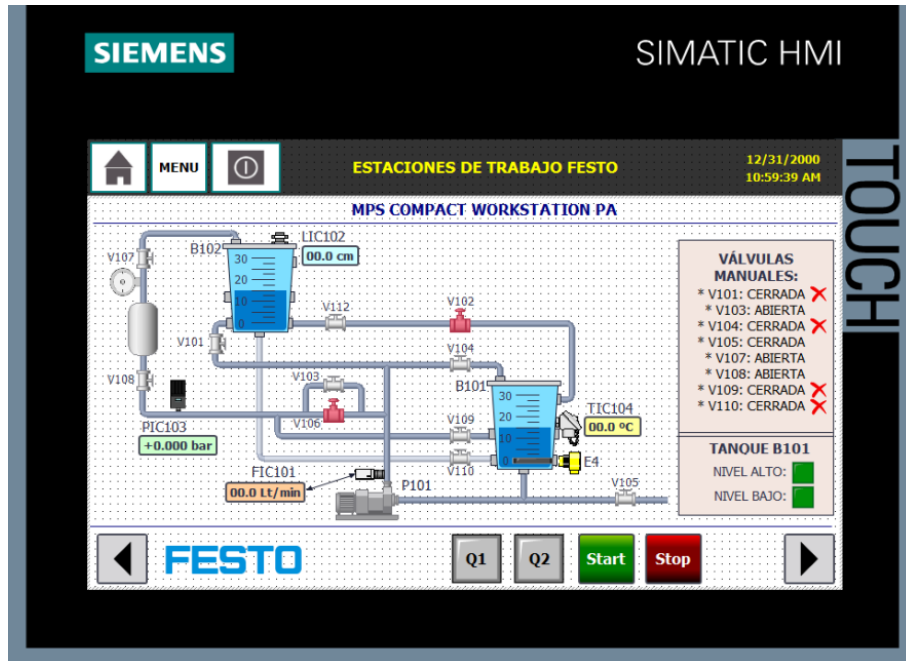 SIEMENS
SIMATIC HMI
TOUCH
MENU
ESTACIONES DE TRABAJO FESTO
12/31/2000
10:59:39 AM
MPS COMPACT WORKSTATION PA
V107
B102
LIC102
00.0 cm
30
20
10
0
V112
V102
V101
V104
V108
V103
B101
V106
PIC103
+0.000 bar
30
20
10
0
TIC104
00.0 ºC
V109
V110
E4
FIC101
00.0 Lt/min
P101
V105
VÁLVULAS
MANUALES:
* V101: CERRADA
* V103: ABIERTA
* V104: CERRADA
* V105: CERRADA
* V107: ABIERTA
* V108: ABIERTA
* V109: CERRADA
* V110: CERRADA
TANQUE B101
NIVEL ALTO:
NIVEL BAJO:
FESTO
Q1
Q2
Start
Stop